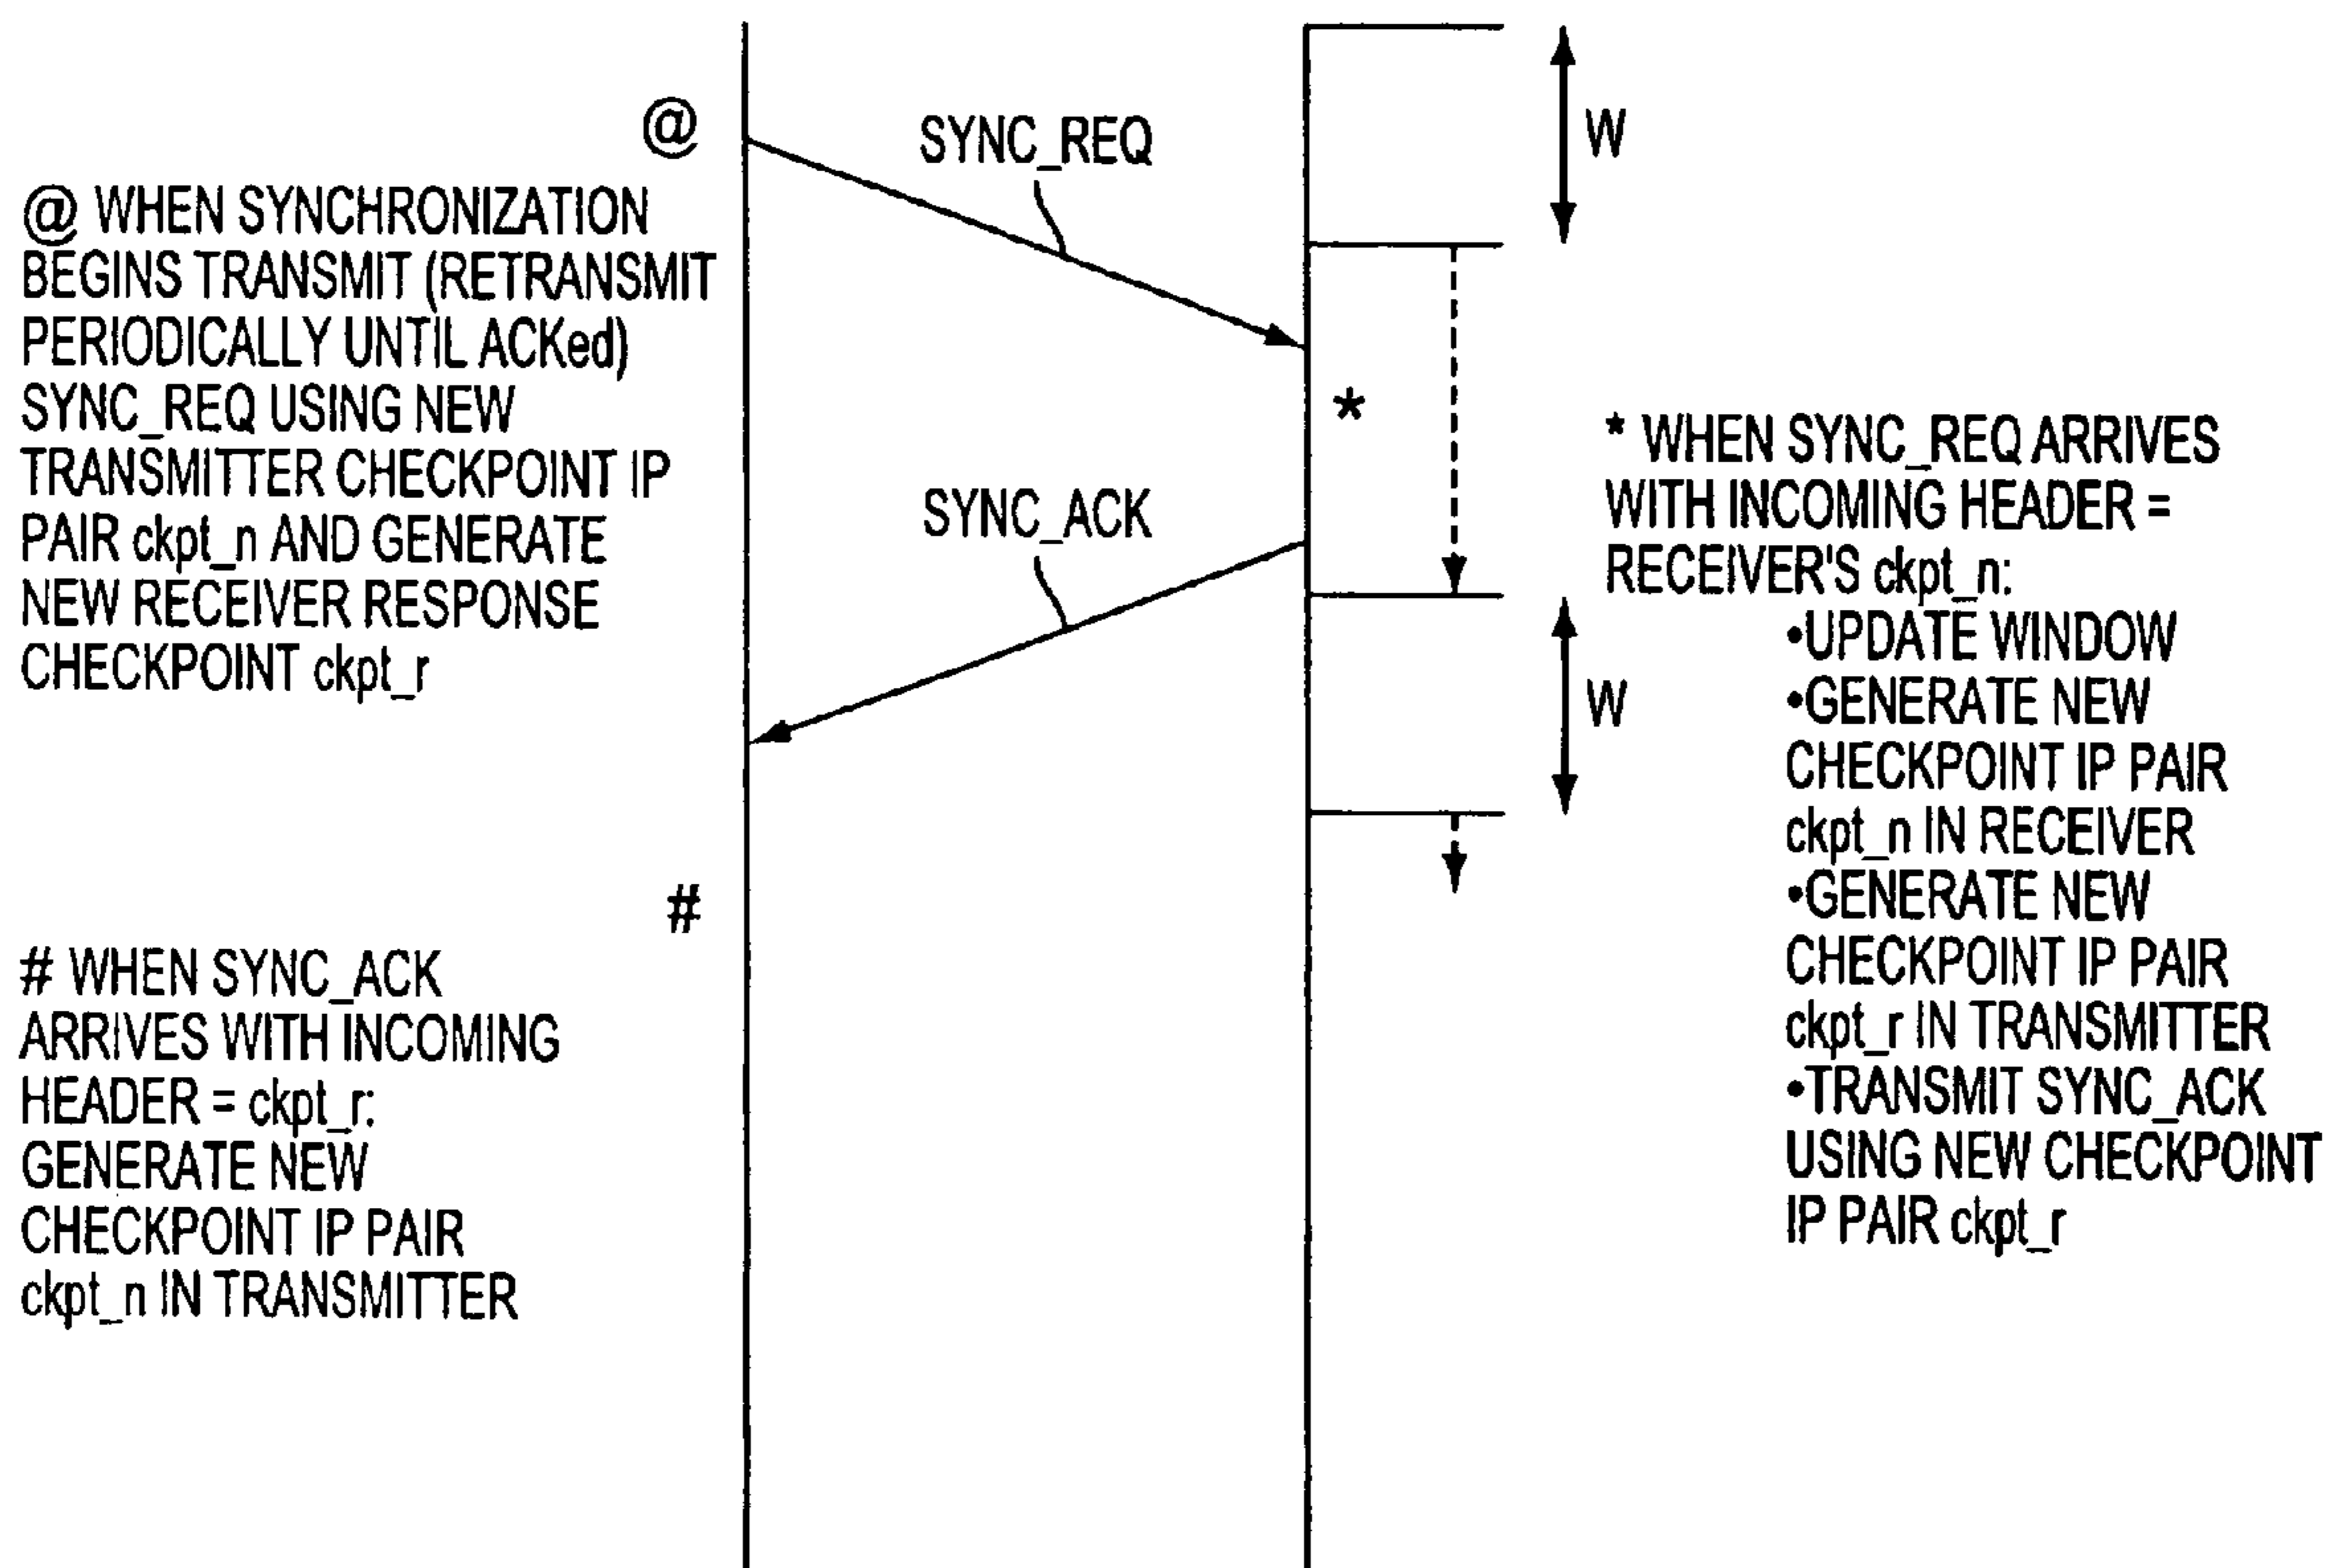 @
SYNC_REQ
W
@ WHEN SYNCHRONIZATION
BEGINS TRANSMIT (RETRANSMIT
PERIODICALLY UNTIL ACKed)
SYNC_REQ USING NEW
TRANSMITTER CHECKPOINT IP
PAIR ckpt_n AND GENERATE
NEW RECEIVER RESPONSE
CHECKPOINT ckpt_r
*
SYNC_ACK
W
* WHEN SYNC_REQ ARRIVES
WITH INCOMING HEADER =
RECEIVER'S ckpt_n:
•UPDATE WINDOW
•GENERATE NEW
CHECKPOINT IP PAIR
ckpt_n IN RECEIVER
•GENERATE NEW
CHECKPOINT IP PAIR
ckpt_r IN TRANSMITTER
•TRANSMIT SYNC_ACK
USING NEW CHECKPOINT
IP PAIR ckpt_r
#
# WHEN SYNC_ACK
ARRIVES WITH INCOMING
HEADER = ckpt_r:
GENERATE NEW
CHECKPOINT IP PAIR
ckpt_n IN TRANSMITTER